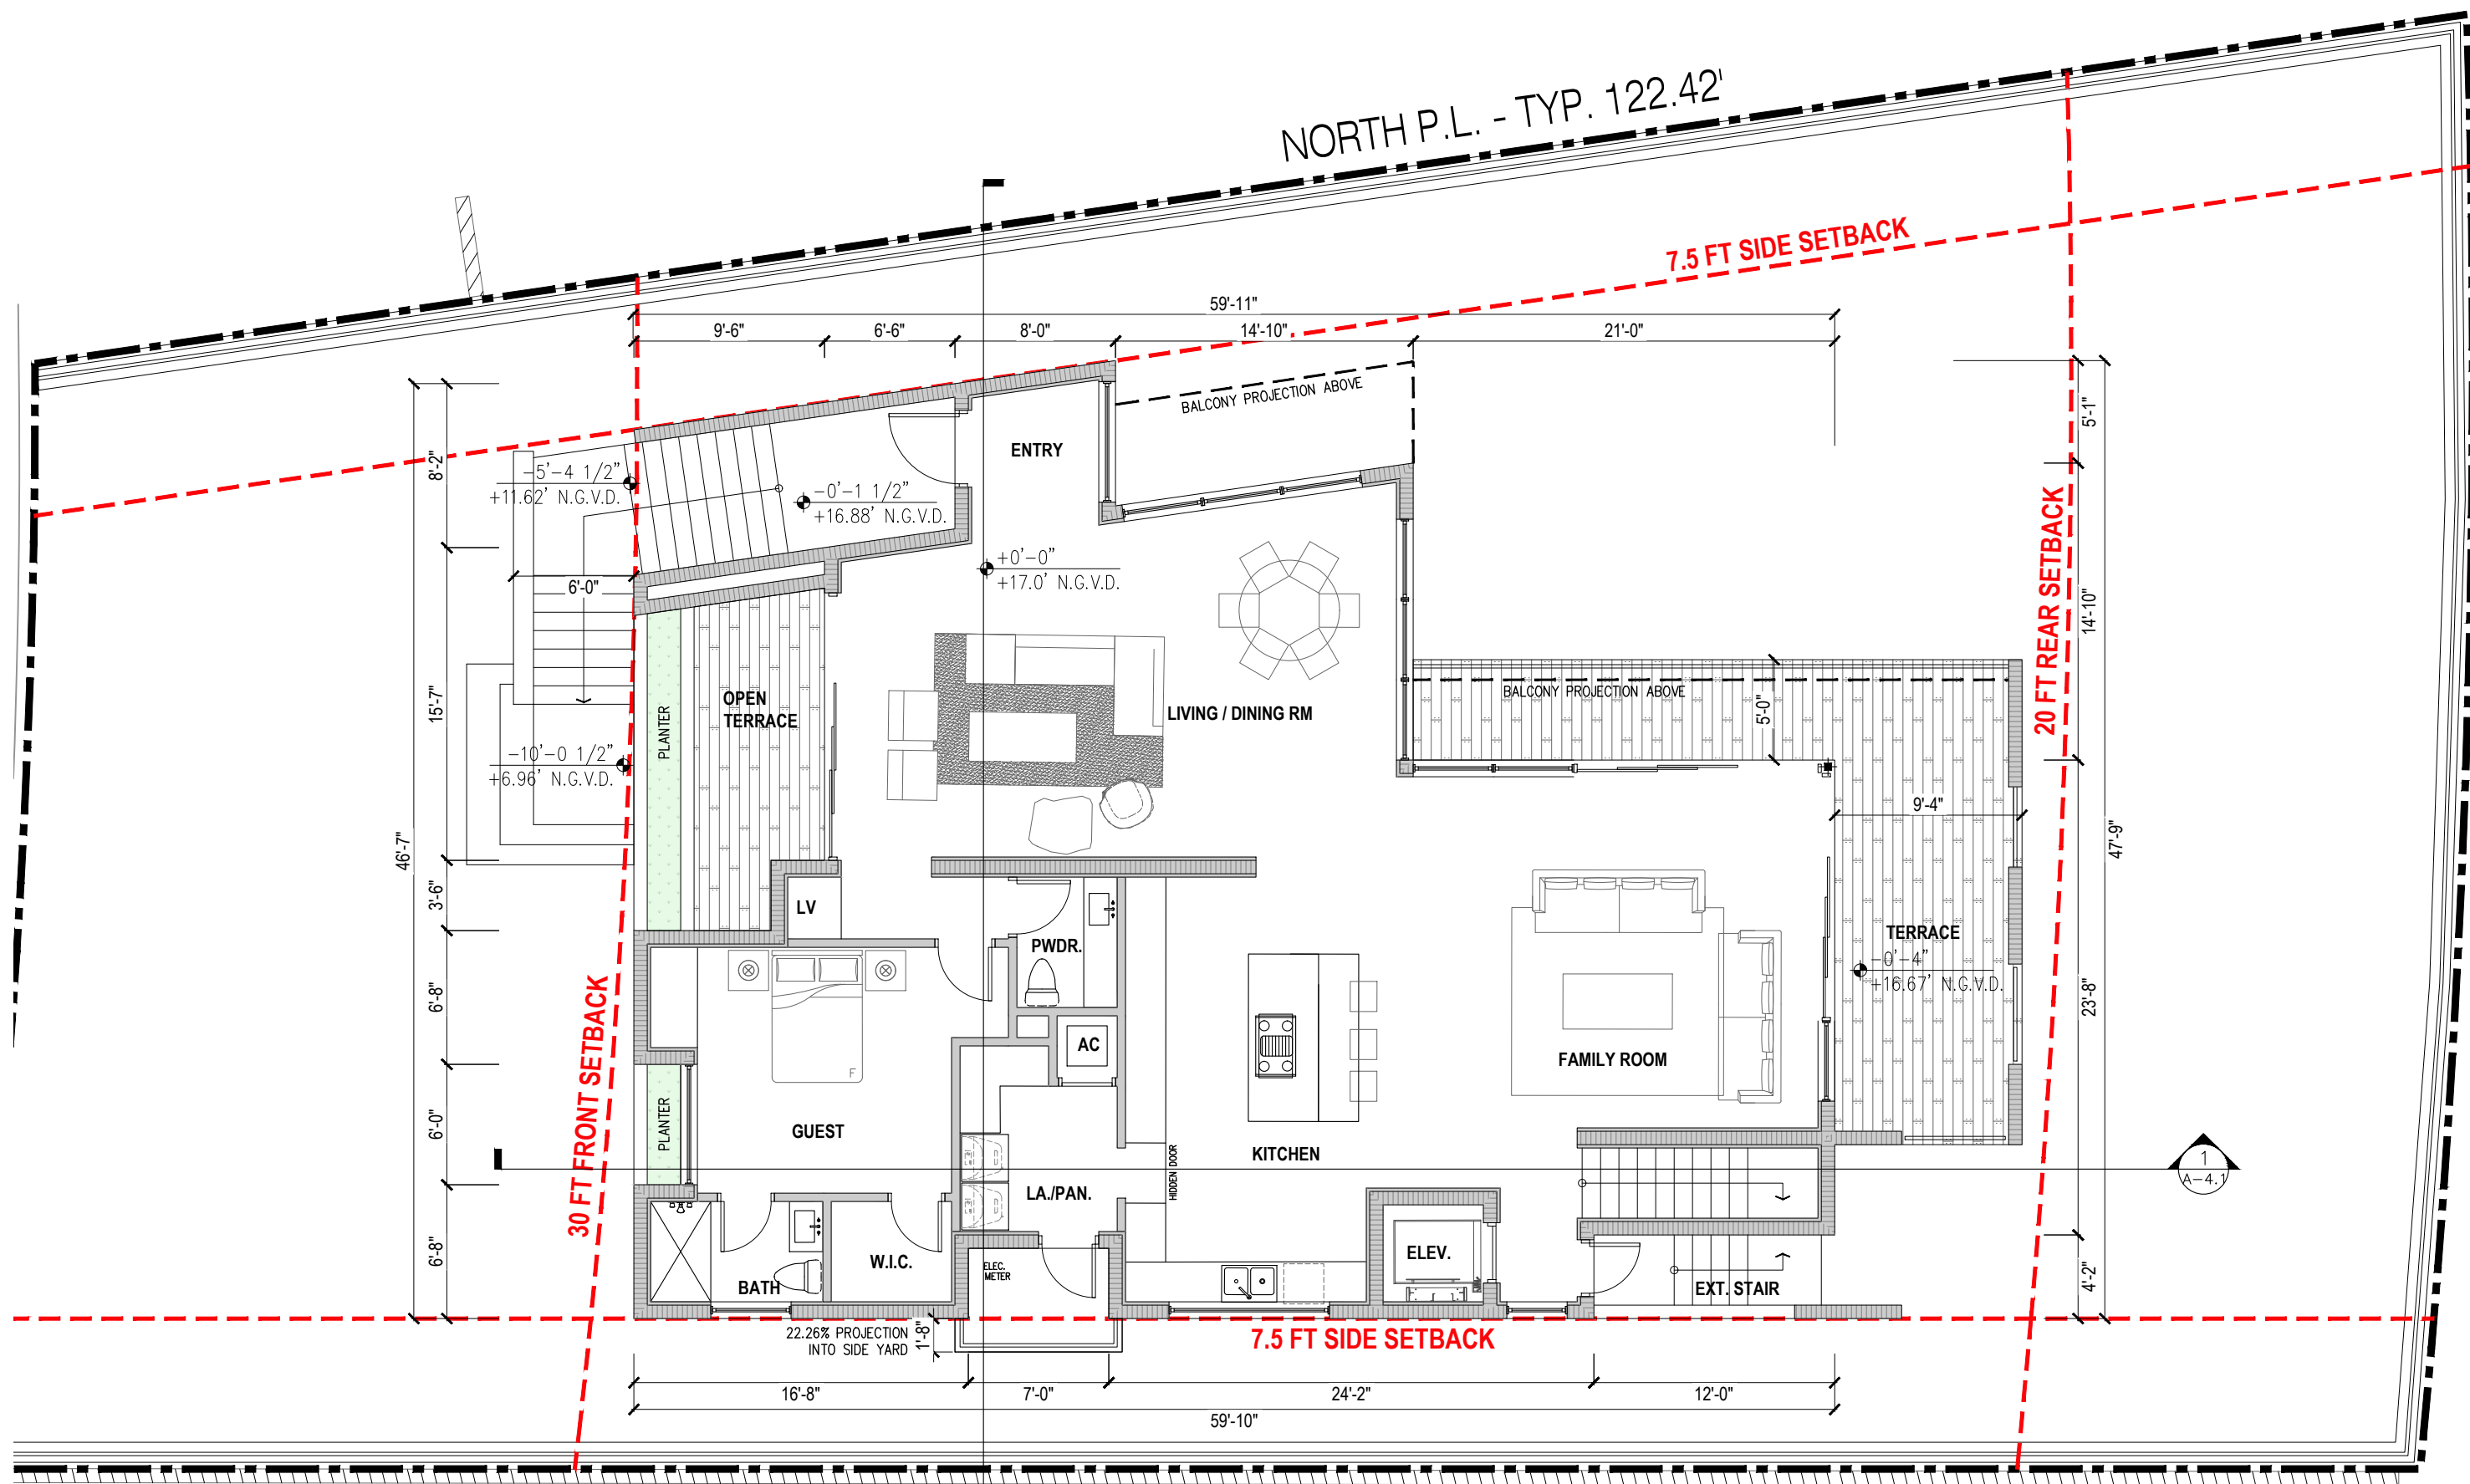 NORTH P.L. - TYP. 122.42'
7.5 FT SIDE SETBACK
59'-11"
9'-6"
6'-6"
8'-0"
14'-10"
21'-0"
BALCONY PROJECTION ABOVE
5'-1"
ENTRY
8'-2"
-5'-4 1/2"
+11.62' N.G.V.D.
-0'-1 1/2"
+16.88' N.G.V.D.
+0'-0"
+17.0' N.G.V.D.
6'-0"
14'-10"
20 FT REAR SETBACK
OPEN
TERRACE
PLANTER
15'-7"
LIVING / DINING RM
BALCONY PROJECTION ABOVE
5'-0"
-10'-0 1/2"
+6.96' N.G.V.D.
9'-4"
46'-7"
47'-9"
3'-6"
LV
PWDR.
TERRACE
-0'-4"
+16.67' N.G.V.D.
6'-8"
23'-8"
AC
FAMILY ROOM
F
30 FT FRONT SETBACK
PLANTER
6'-0"
GUEST
KITCHEN
HIDDEN DOOR
1
A-4.1
LA./PAN.
6'-8"
W.I.C.
BATH
ELEC.
METER
ELEV.
EXT. STAIR
4'-2"
22.26% PROJECTION
INTO SIDE YARD
1'-8"
7.5 FT SIDE SETBACK
16'-8"
7'-0"
24'-2"
12'-0"
59'-10"